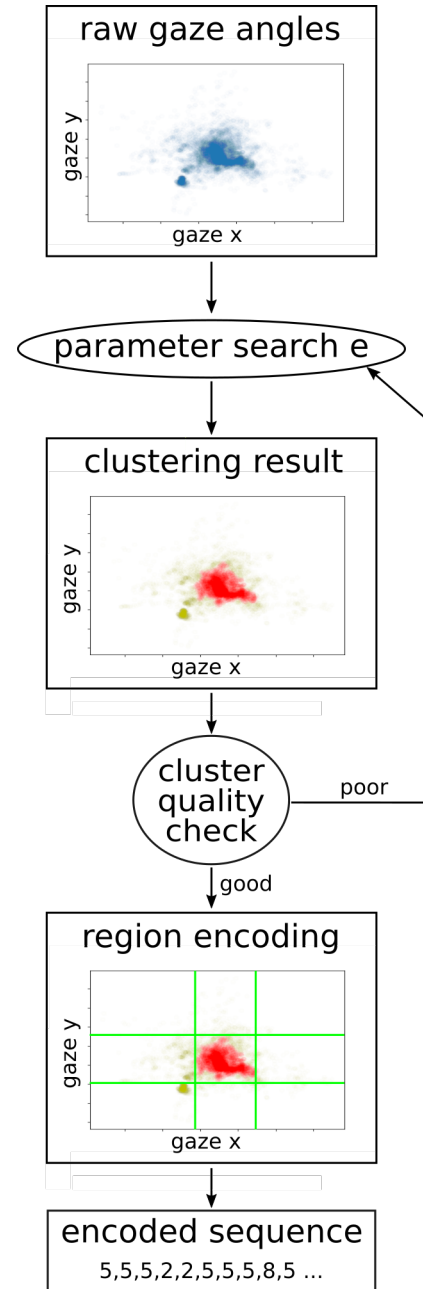 raw gaze angles
gaze y
gaze x
parameter search e
clustering result
gaze y
gaze x
cluster
quality
check
poor
good
region encoding
gaze y
gaze x
encoded sequence
5,5,5,2,2,5,5,5,8,5 ...